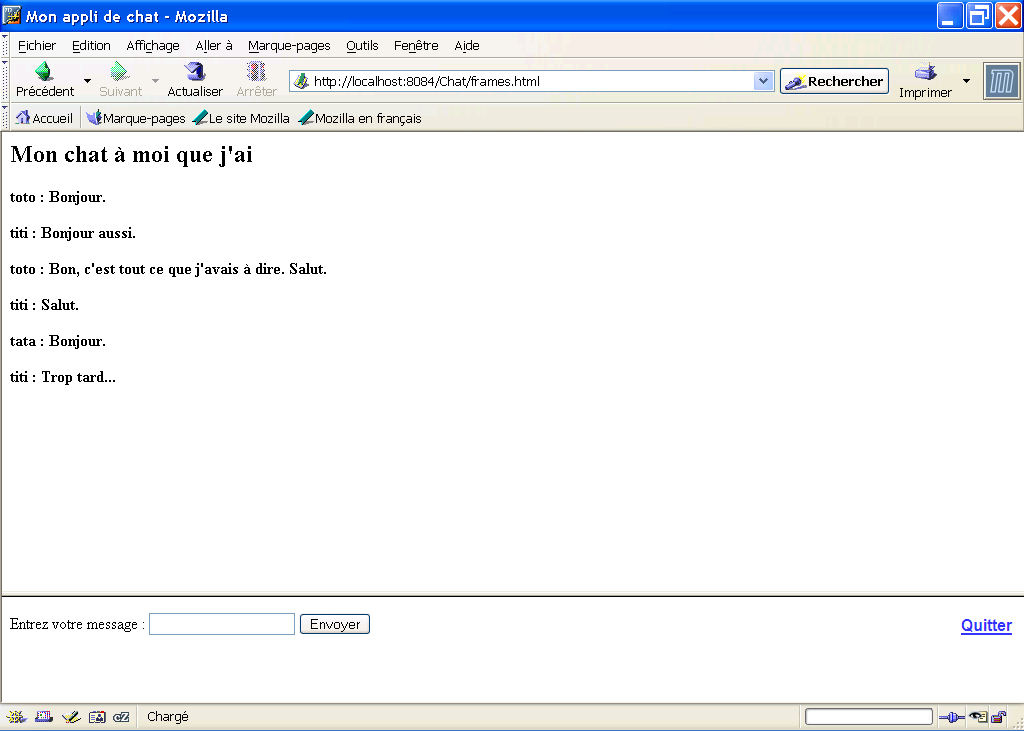 Mon appli de chat - Mozilla
Fichier Edition Affichage Aller à Marque-pages Outils Fenêtre Aide
Précédent Suivant Actualiser Arrêter http://localhost:8084/Chat/frames.html Rechercher Imprimer
Accueil Marque-pages Le site Mozilla Mozilla en français
Mon chat à moi que j'ai
toto : Bonjour.
titi : Bonjour aussi.
toto : Bon, c'est tout ce que j'avais à dire. Salut.
titi : Salut.
tata : Bonjour.
titi : Trop tard...
Entrez votre message : Envoyer Quitter
Chargé